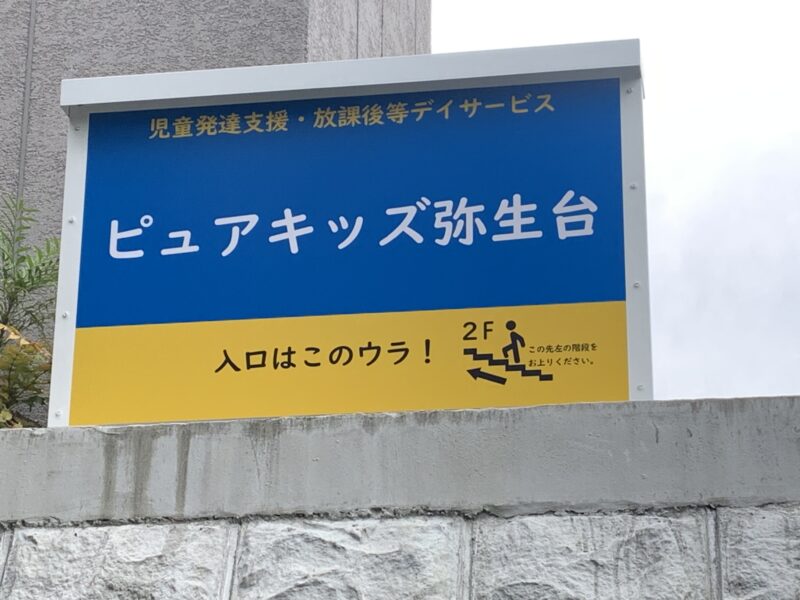 児童発達支援・放課後等デイサービス
ピュアキッズ弥生台
入口はこのウラ！
2F
この先左の階段を
お上りください。